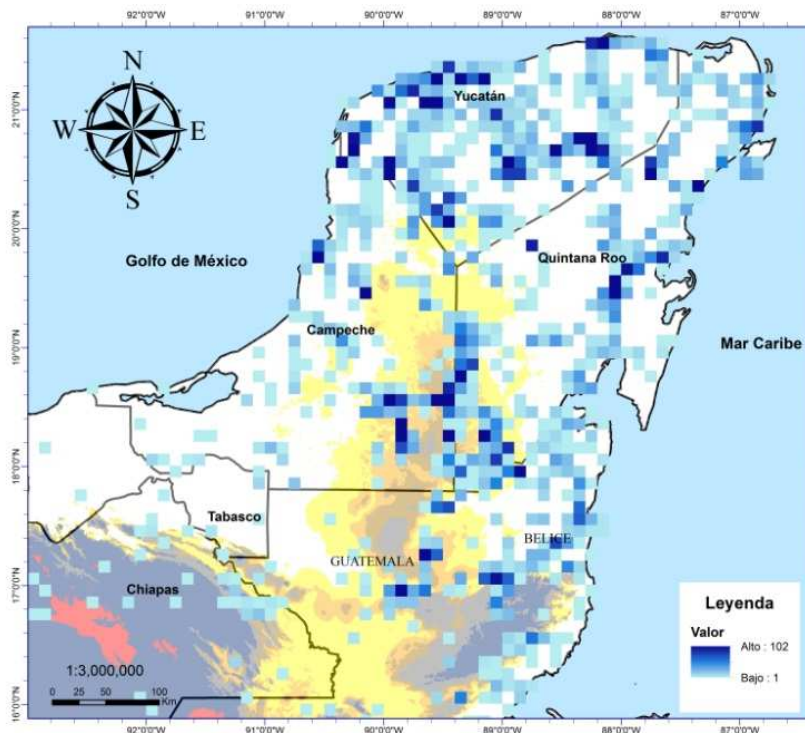 92°0'0"W 91°0'0"W 90°0'0"W 89°0'0"W 88°0'0"W 87°0'0"W
N
W E
S
21°0'0"N
20°0'0"N
19°0'0"N
18°0'0"N
17°0'0"N
16°0'0"N
Yucatán
Golfo de México
Quintana Roo
Campeche
Mar Caribe
Tabasco
BELICE
GUATEMALA
Chiapas
Leyenda
Valor
Alto : 102
Bajo : 1
1:3,000,000
0 25 50 100
Km
92°0'0"W 91°0'0"W 90°0'0"W 89°0'0"W 88°0'0"W 87°0'0"W